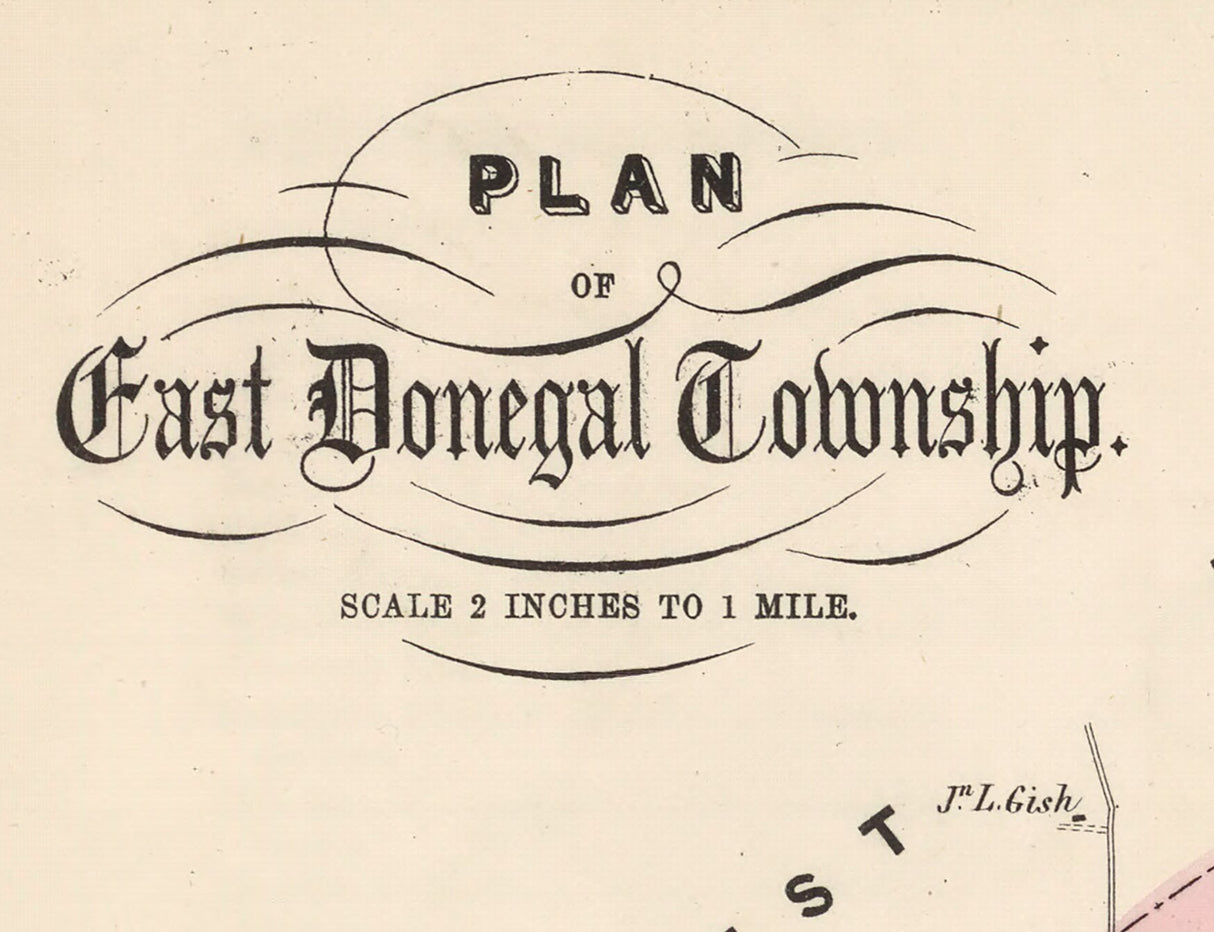 PLAN
OF
East Donegal Township.
SCALE 2 INCHES TO 1 MILE.
Jn. L. Gish
S T